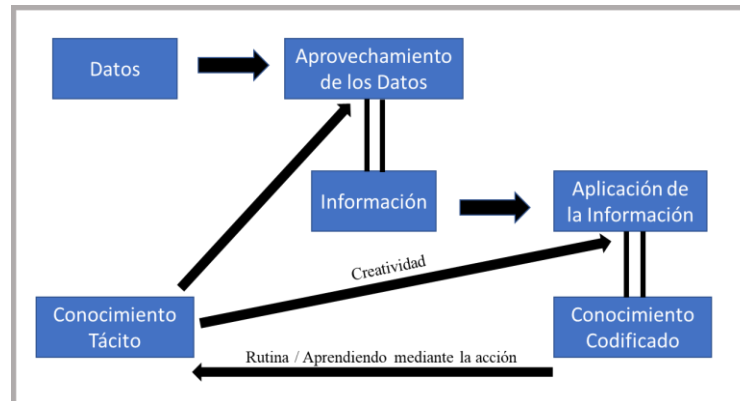 Datos
Aprovechamiento
de los Datos
Información
Aplicación de
la Información
Creatividad
Conocimiento
Tácito
Conocimiento
Codificado
Rutina / Aprendiendo mediante la acción